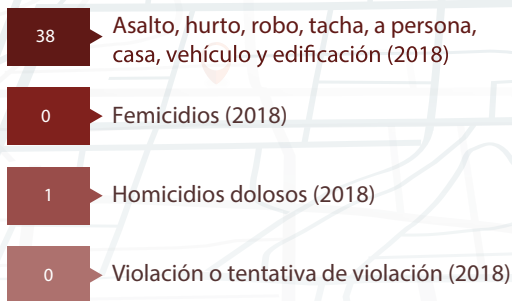 38
Asalto, hurto, robo, tacha, a persona,
casa, vehículo y edificación (2018)
0
Femicidios (2018)
1
Homicidios dolosos (2018)
0
Violación o tentativa de violación (2018)